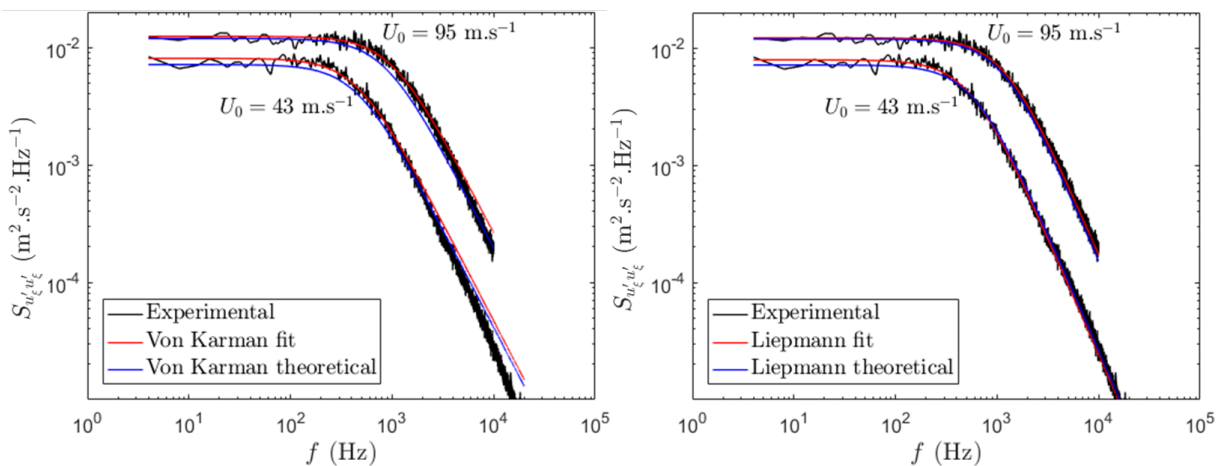 U₀ = 95 m.s⁻¹
U₀ = 43 m.s⁻¹
10⁻²
10⁻³
10⁻⁴
S_{u'_ξ u'_ξ} (m².s⁻².Hz⁻¹)
Experimental
Von Karman fit
Von Karman theoretical
10⁰ 10¹ 10² 10³ 10⁴ 10⁵
f (Hz)
U₀ = 95 m.s⁻¹
U₀ = 43 m.s⁻¹
10⁻²
10⁻³
10⁻⁴
S_{u'_ξ u'_ξ} (m².s⁻².Hz⁻¹)
Experimental
Liepmann fit
Liepmann theoretical
10⁰ 10¹ 10² 10³ 10⁴ 10⁵
f (Hz)